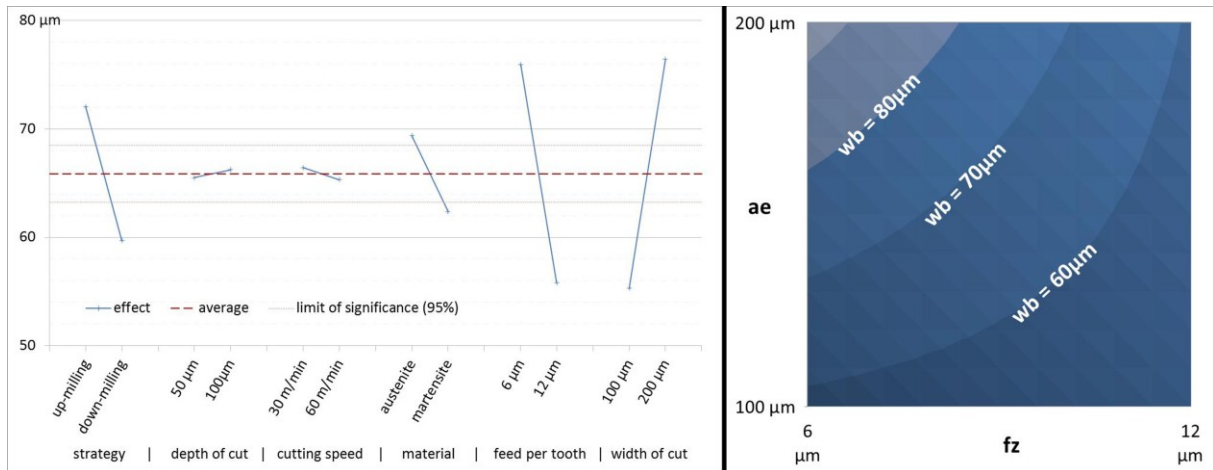 80 µm
70
60
50
effect
average
limit of significance (95%)
up-milling
down-milling
50 µm
100µm
30 m/min
60 m/min
austenite
martensite
6 µm
12 µm
100 µm
200 µm
strategy | depth of cut | cutting speed | material | feed per tooth | width of cut
200 µm
ae
100 µm
wb = 80µm
wb = 70µm
wb = 60µm
6
µm
fz
12
µm